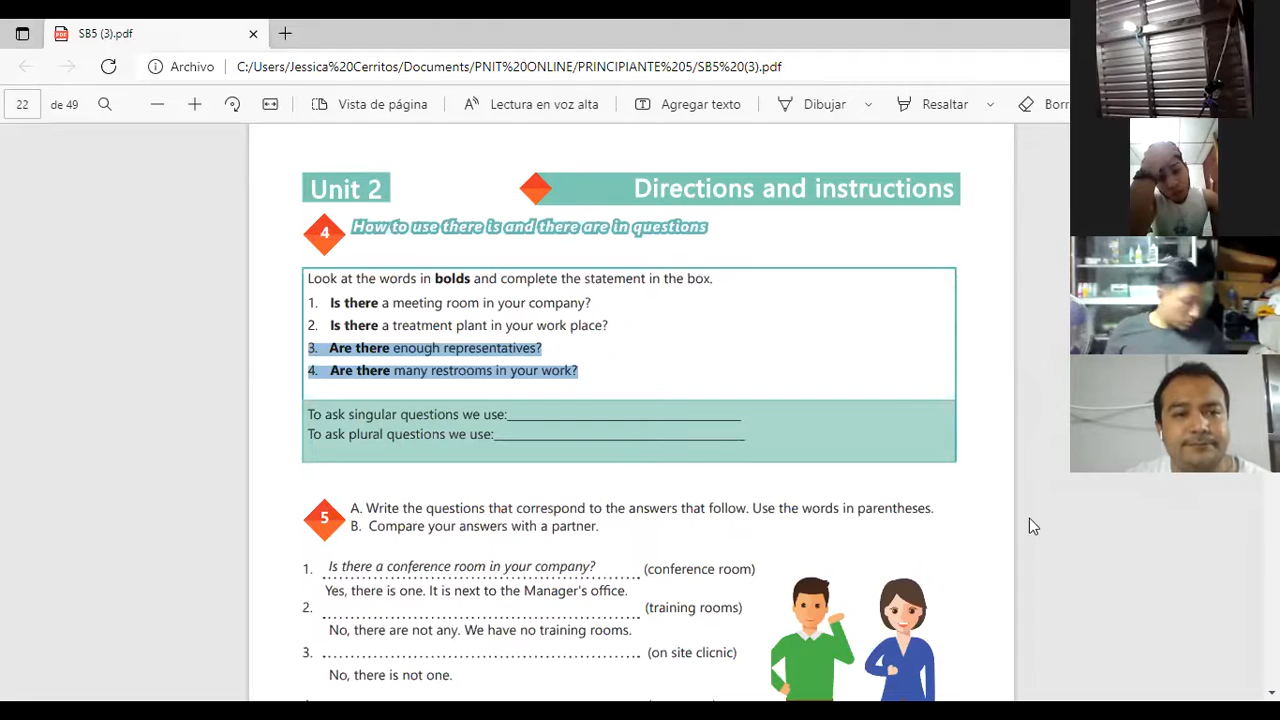 SB5 (3).pdf
Archivo
C:/Users/Jessica%20Cerritos/Documents/PNIT%20ONLINE/PRINCIPIANTE%205/SB5%20(3).pdf
22
de 49
Vista de página
Lectura en voz alta
Agregar texto
Dibujar
Resaltar
Borr
Unit 2
Directions and instructions
4
How to use there is and there are in questions
Look at the words in bolds and complete the statement in the box.
1. Is there a meeting room in your company?
2. Is there a treatment plant in your work place?
3. Are there enough representatives?
4. Are there many restrooms in your work?
To ask singular questions we use:
To ask plural questions we use:
5
A. Write the questions that correspond to the answers that follow. Use the words in parentheses.
B. Compare your answers with a partner.
1. Is there a conference room in your company? (conference room)
Yes, there is one. It is next to the Manager's office.
2. (training rooms)
No, there are not any. We have no training rooms.
3. (on site clicnic)
No, there is not one.